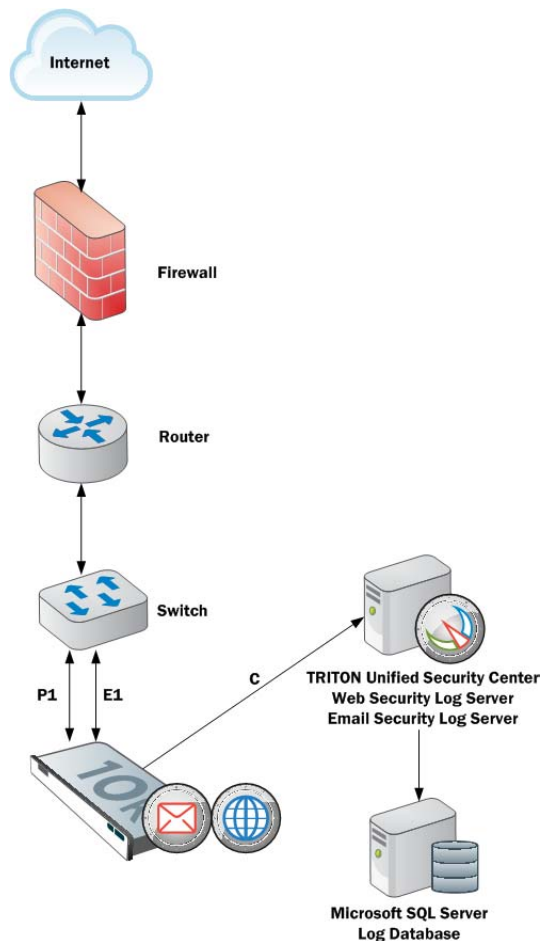 Internet
Firewall
Router
Switch
P1
E1
C
TRITON Unified Security Center
Web Security Log Server
Email Security Log Server
10K
Microsoft SQL Server
Log Database